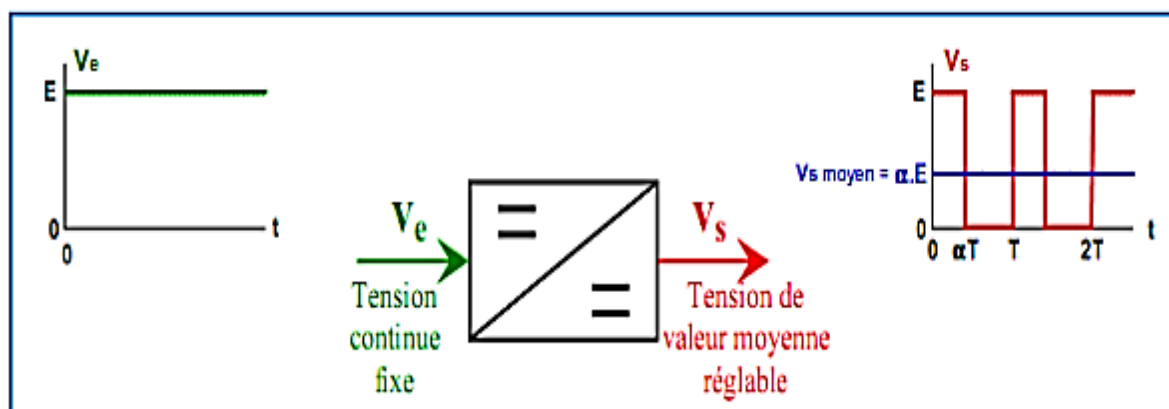 Ve
E
0
0
t
Ve
Tension
continue
fixe
Vs
Tension de
valeur moyenne
réglable
Vs
E
Vs moyen = α.E
0
0 αT T 2T
t